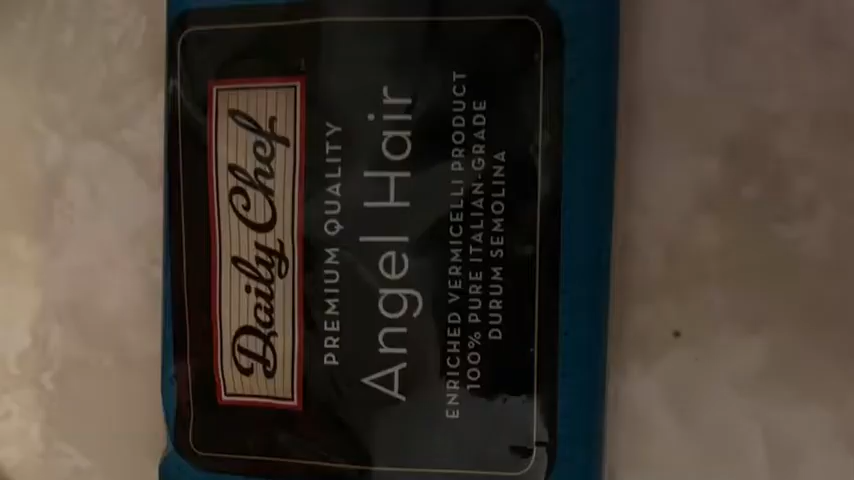 Daily Chef
PREMIUM QUALITY
Angel Hair
ENRICHED VERMICELLI PRODUCT
100% PURE ITALIAN-GRADE
DURUM SEMOLINA